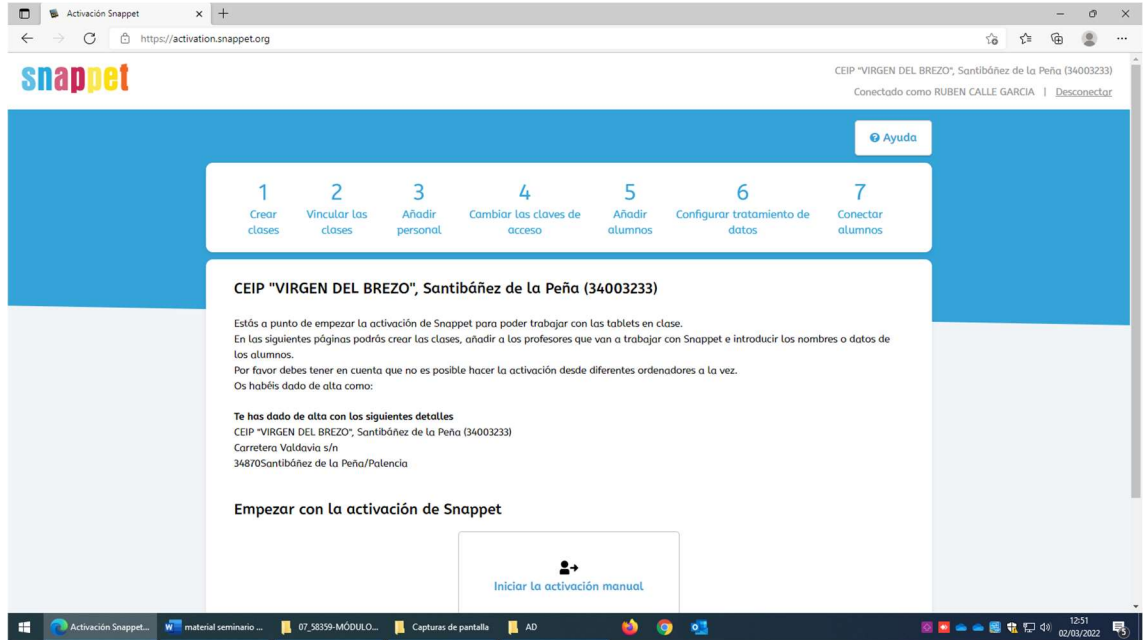 Activación Snappet
https://activation.snappet.org
snappet
CEIP "VIRGEN DEL BREZO", Santibáñez de la Peña (34003233)
Conectado como RUBEN CALLE GARCIA | Desconectar
Ayuda
1 2 3 4 5 6 7
Crear clases
Vincular las clases
Añadir personal
Cambiar las claves de acceso
Añadir alumnos
Configurar tratamiento de datos
Conectar alumnos
CEIP "VIRGEN DEL BREZO", Santibáñez de la Peña (34003233)
Estás a punto de empezar la activación de Snappet para poder trabajar con las tablets en clase.
En las siguientes páginas podrás crear las clases, añadir a los profesores que van a trabajar con Snappet e introducir los nombres o datos de
los alumnos.
Por favor debes tener en cuenta que no es posible hacer la activación desde diferentes ordenadores a la vez.
Os habéis dado de alta como:
Te has dado de alta con los siguientes detalles
CEIP "VIRGEN DEL BREZO", Santibáñez de la Peña (34003233)
Carretera Valdavia s/n
34870Santibáñez de la Peña/Palencia
Empezar con la activación de Snappet
Iniciar la activación manual
Activación Snappet... material seminario ... 07_58359-MÓDULO... Capturas de pantalla AD
12:51
02/03/2022